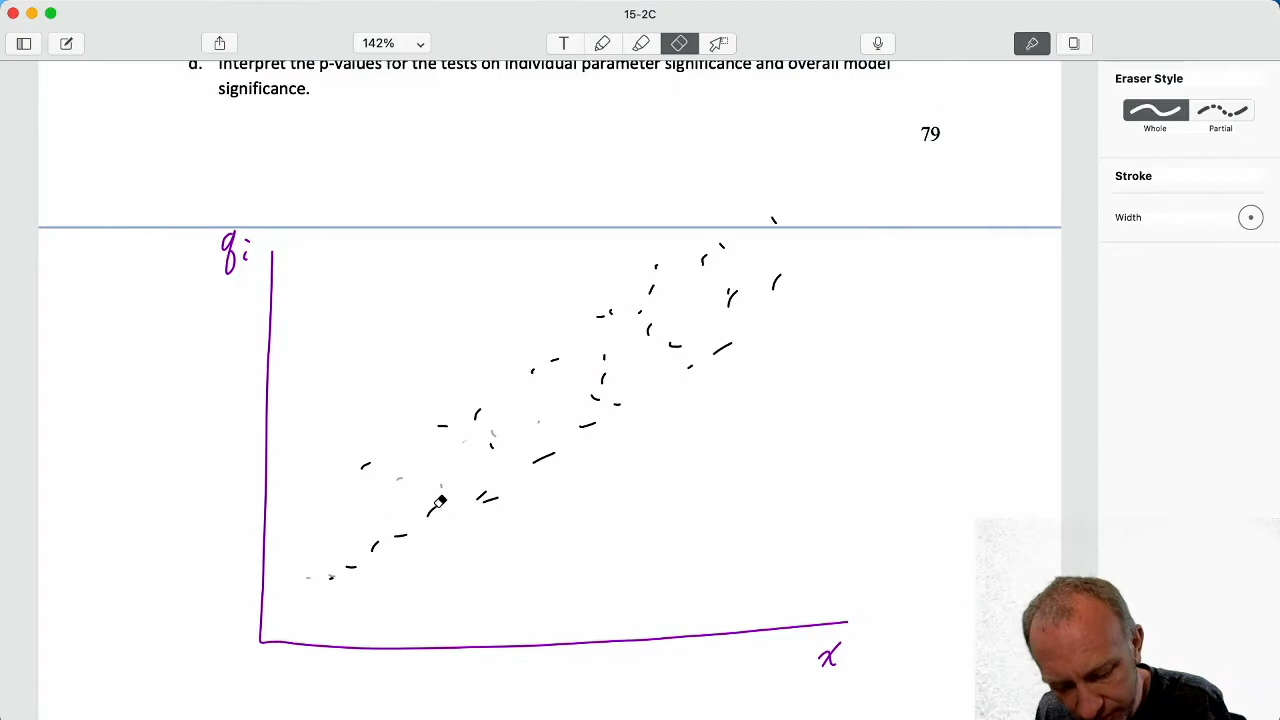 15-2C
142%
T
d. Interpret the p-values for the tests on individual parameter significance and overall model
significance.
79
qi
x
Eraser Style
Whole
Partial
Stroke
Width